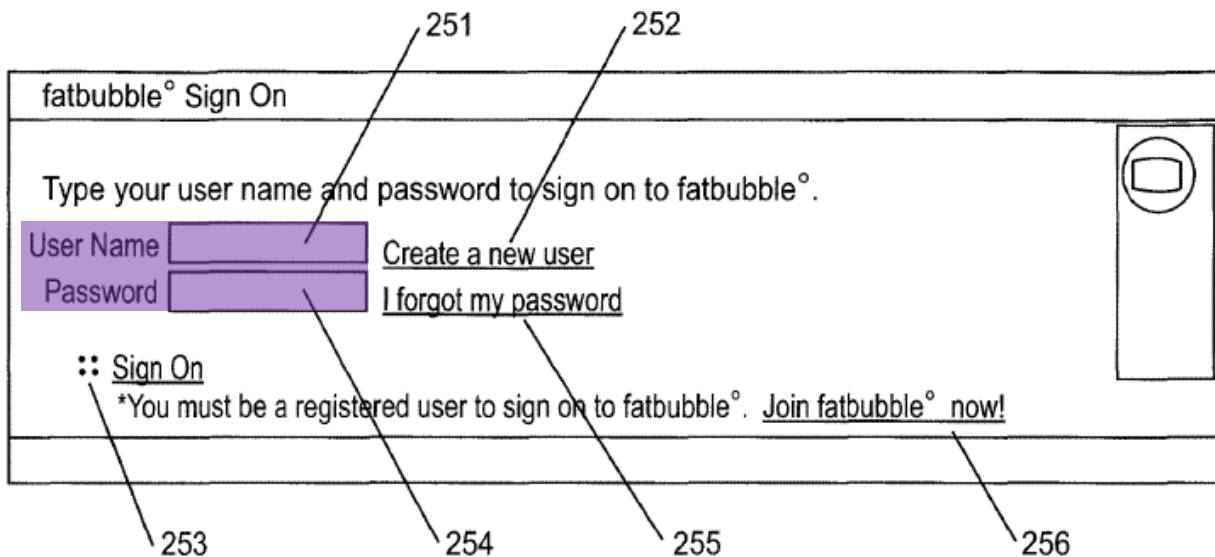 251 252
fatbubble° Sign On
Type your user name and password to sign on to fatbubble°.
User Name Create a new user
Password I forgot my password
:: Sign On
*You must be a registered user to sign on to fatbubble°. Join fatbubble° now!
253 254 255 256